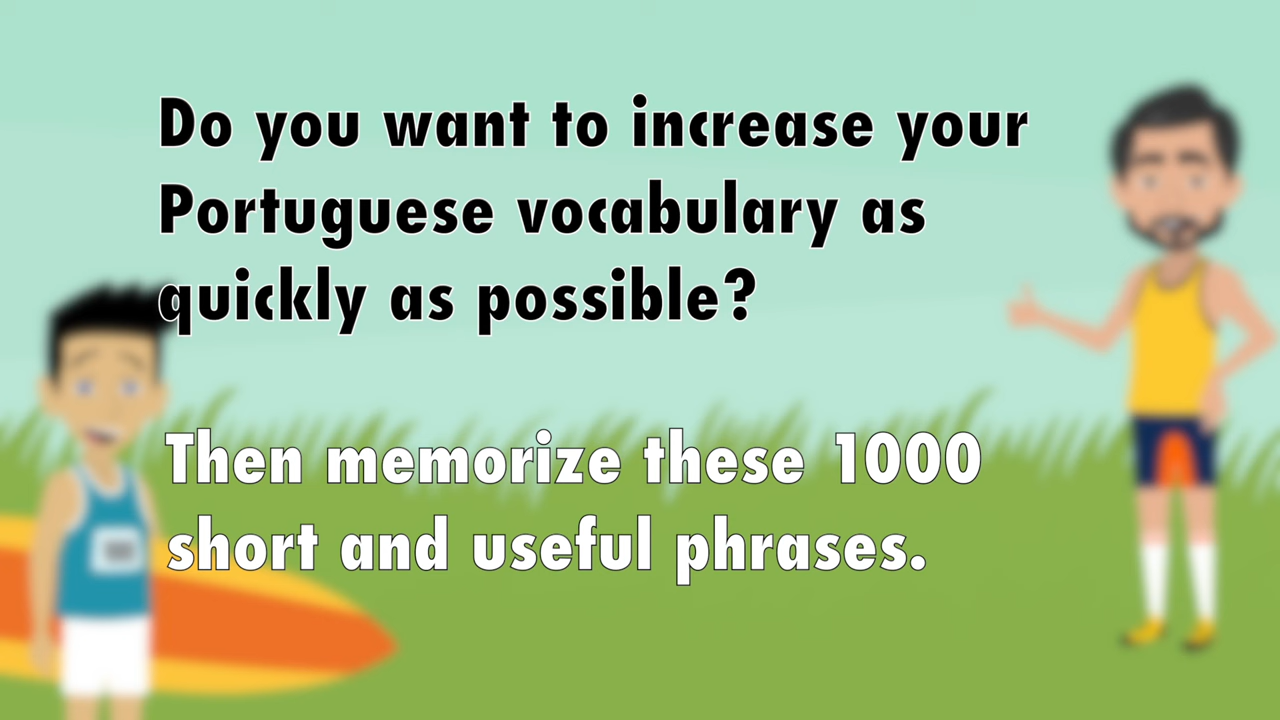 Do you want to increase your
Portuguese vocabulary as
quickly as possible?
Then memorize these 1000
short and useful phrases.